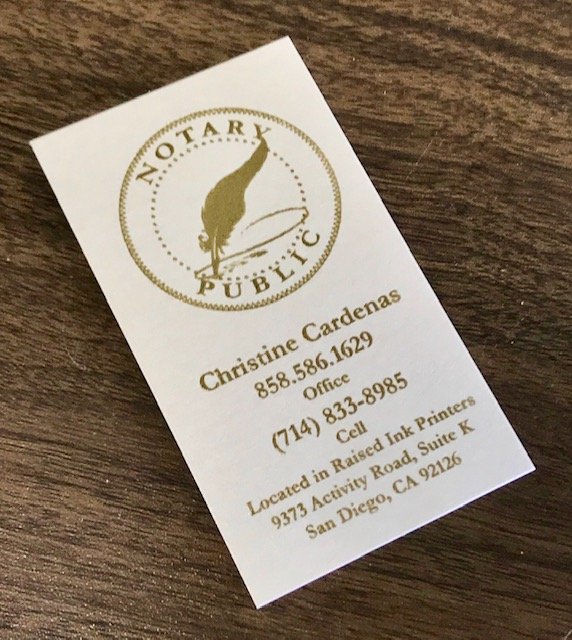 NOTARY
PUBLIC
Christine Cardenas
858.586.1629
Office
(714) 833-8985
Cell
Located in Raised Ink Printers
9373 Activity Road, Suite K
San Diego, CA 92126